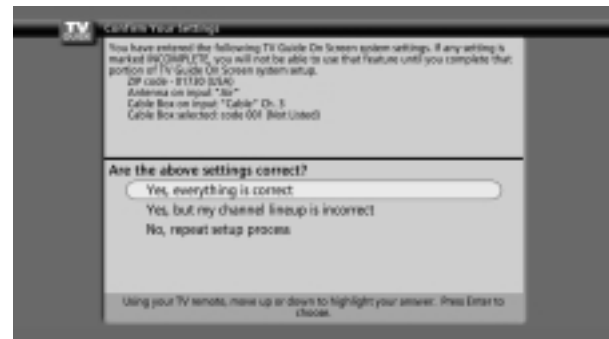 TV
GUIDE
Confirm Your Settings
You have entered the following TV Guide On Screen system settings. If any setting is
marked INCOMPLETE, you will not be able to use that feature until you complete that
portion of TV Guide On Screen system setup.
ZIP code - 01730 (USA)
Antenna on input "Air"
Cable Box on input "Cable" Ch. 3
Cable Box selected: code 001 (Not Listed)
Are the above settings correct?
Yes, everything is correct
Yes, but my channel lineup is incorrect
No, repeat setup process
Using your TV remote, move up or down to highlight your answer. Press Enter to
choose.